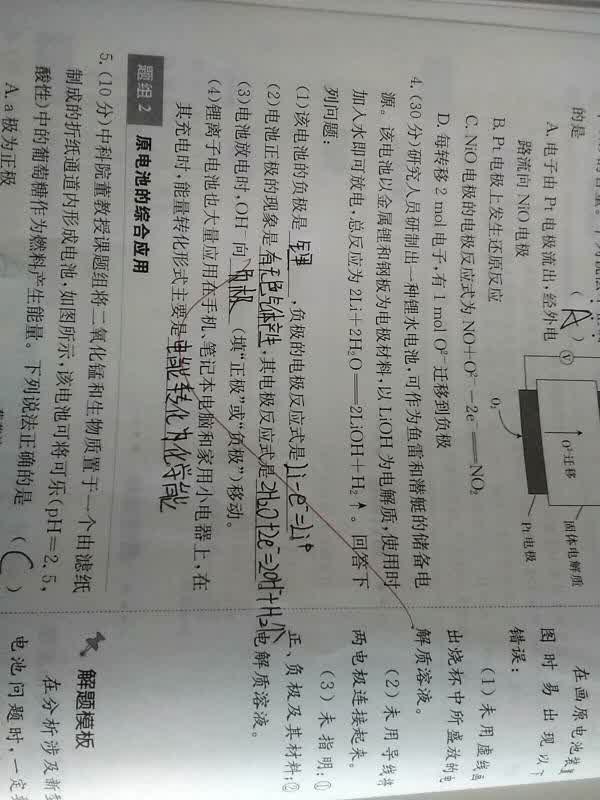 的是 ( A )
A. 电子由 Pt 电极流出，经外电
路流向 NiO 电极
B. Pt 电极上发生还原反应
C. NiO 电极的电极反应式为 NO+O²⁻－2e⁻══NO₂
D. 每转移 2 mol 电子，有 1 mol O²⁻ 迁移到负极
V
O₂
O²⁻迁移
Pt 电极
固体电解质
4. (30 分)研究人员研制出一种锂水电池，可作为鱼雷和潜艇的储备电
源。该电池以金属锂和钢板为电极材料，以 LiOH 为电解质，使用时
加入水即可放电，总反应为 2Li+2H₂O══2LiOH+H₂↑。回答下
列问题：
(1)该电池的负极是 锂 ，负极的电极反应式是 Li-e⁻=Li⁺
(2)电池正极的现象是 有无色气体产生，其电极反应式是 2H₂O+2e⁻=2OH⁻+H₂↑
(3)电池放电时，OH⁻ 向 负极 (填“正极”或“负极”)移动。
(4)锂离子电池也大量应用在手机、笔记本电脑和家用小电器上，在
其充电时，能量转化形式主要是 电能转化为化学能
题组 2 原电池的综合应用
5. (10 分)中科院董教授课题组将二氧化锰和生物质置于一个由滤纸
制成的折纸通道内形成电池，如图所示，该电池可将可乐(pH=2.5，
酸性)中的葡萄糖作为燃料产生能量。下列说法正确的是 ( C )
A. a 极为正极
在画原电池装置
图时易出现以下
错误：
(1)未用虚线画
出烧杯中所盛放的电
解质溶液。
(2)未用导线将
两电极连接起来。
(3)未指明：①
正、负极及其材料；②
电解质溶液。
解题模板
在分析涉及新型
电池问题时，一定